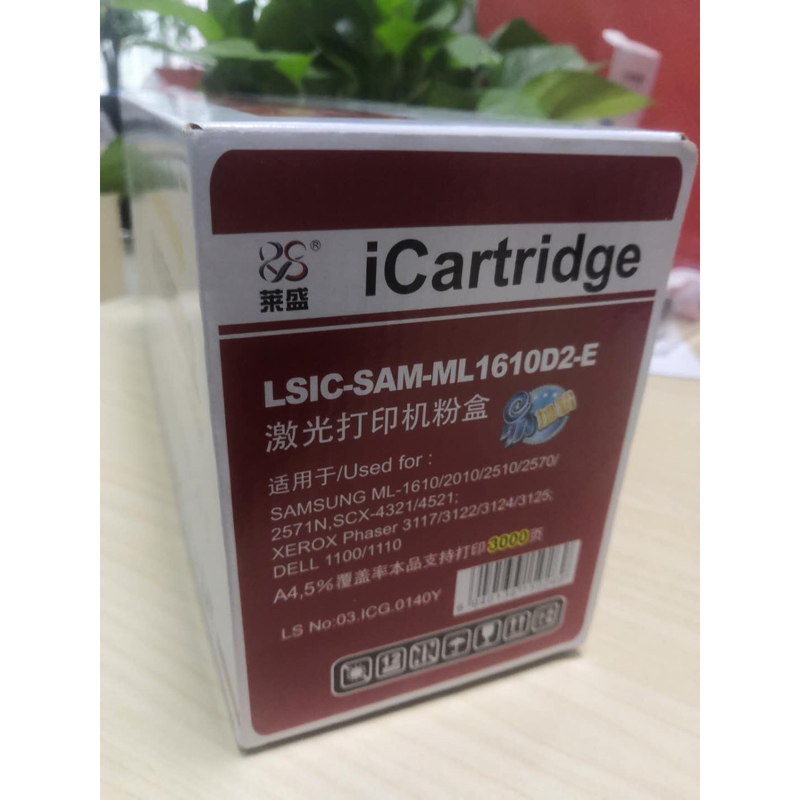 ®
莱盛
iCartridge
LSIC-SAM-ML1610D2-E
激光打印机粉盒
适用于/Used for :
SAMSUNG ML-1610/2010/2510/2570/
2571N,SCX-4321/4521;
XEROX Phaser 3117/3122/3124/3125;
DELL 1100/1110
A4,5%覆盖率本品支持打印3000页
LS No:03.ICG.0140Y